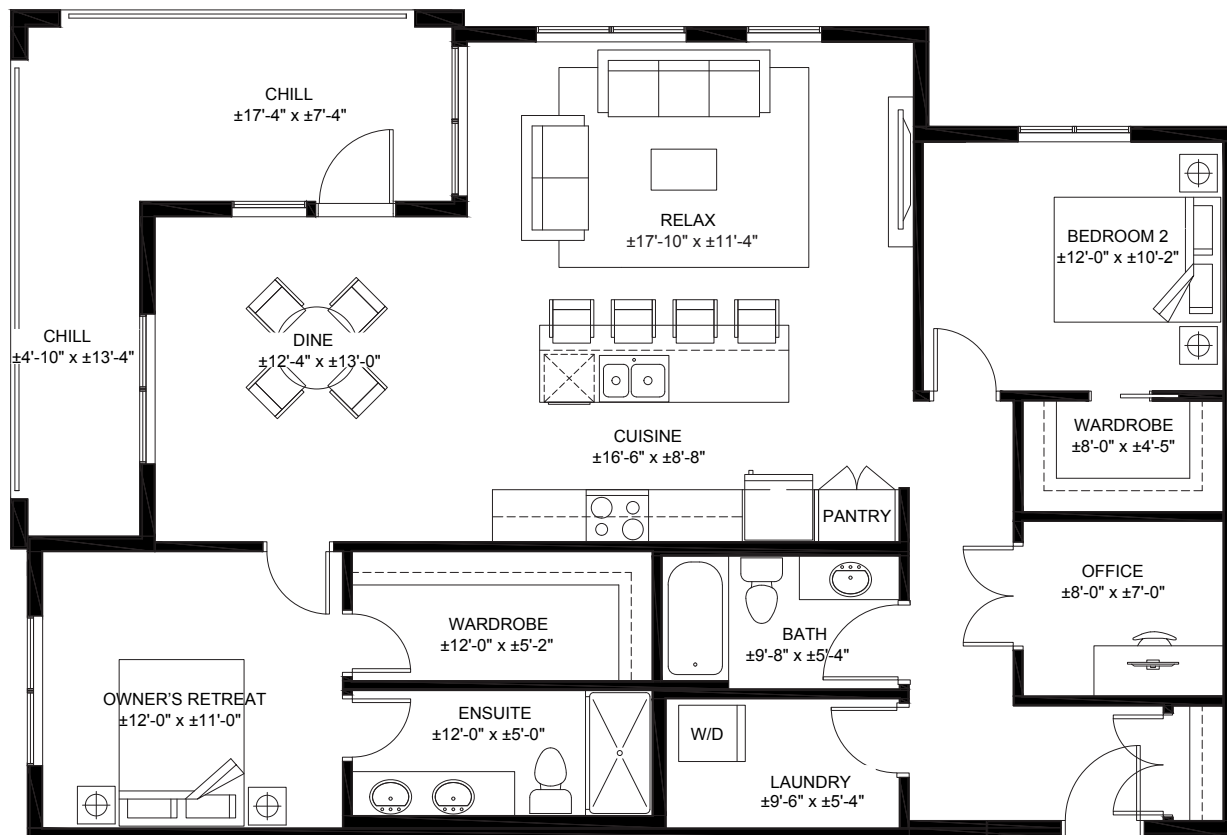 CHILL
±17'-4" x ±7'-4"
RELAX
±17'-10" x ±11'-4"
BEDROOM 2
±12'-0" x ±10'-2"
CHILL
±4'-10" x ±13'-4"
DINE
±12'-4" x ±13'-0"
CUISINE
±16'-6" x ±8'-8"
WARDROBE
±8'-0" x ±4'-5"
PANTRY
OFFICE
±8'-0" x ±7'-0"
WARDROBE
±12'-0" x ±5'-2"
BATH
±9'-8" x ±5'-4"
OWNER'S RETREAT
±12'-0" x ±11'-0"
ENSUITE
±12'-0" x ±5'-0"
W/D
LAUNDRY
±9'-6" x ±5'-4"